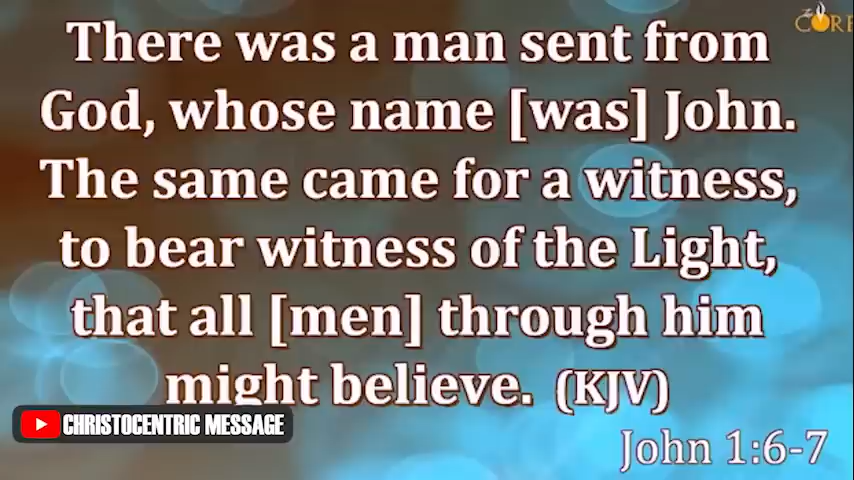 There was a man sent from
God, whose name [was] John.
The same came for a witness,
to bear witness of the Light,
that all [men] through him
might believe. (KJV)
CHRISTOCENTRIC MESSAGE
John 1:6-7